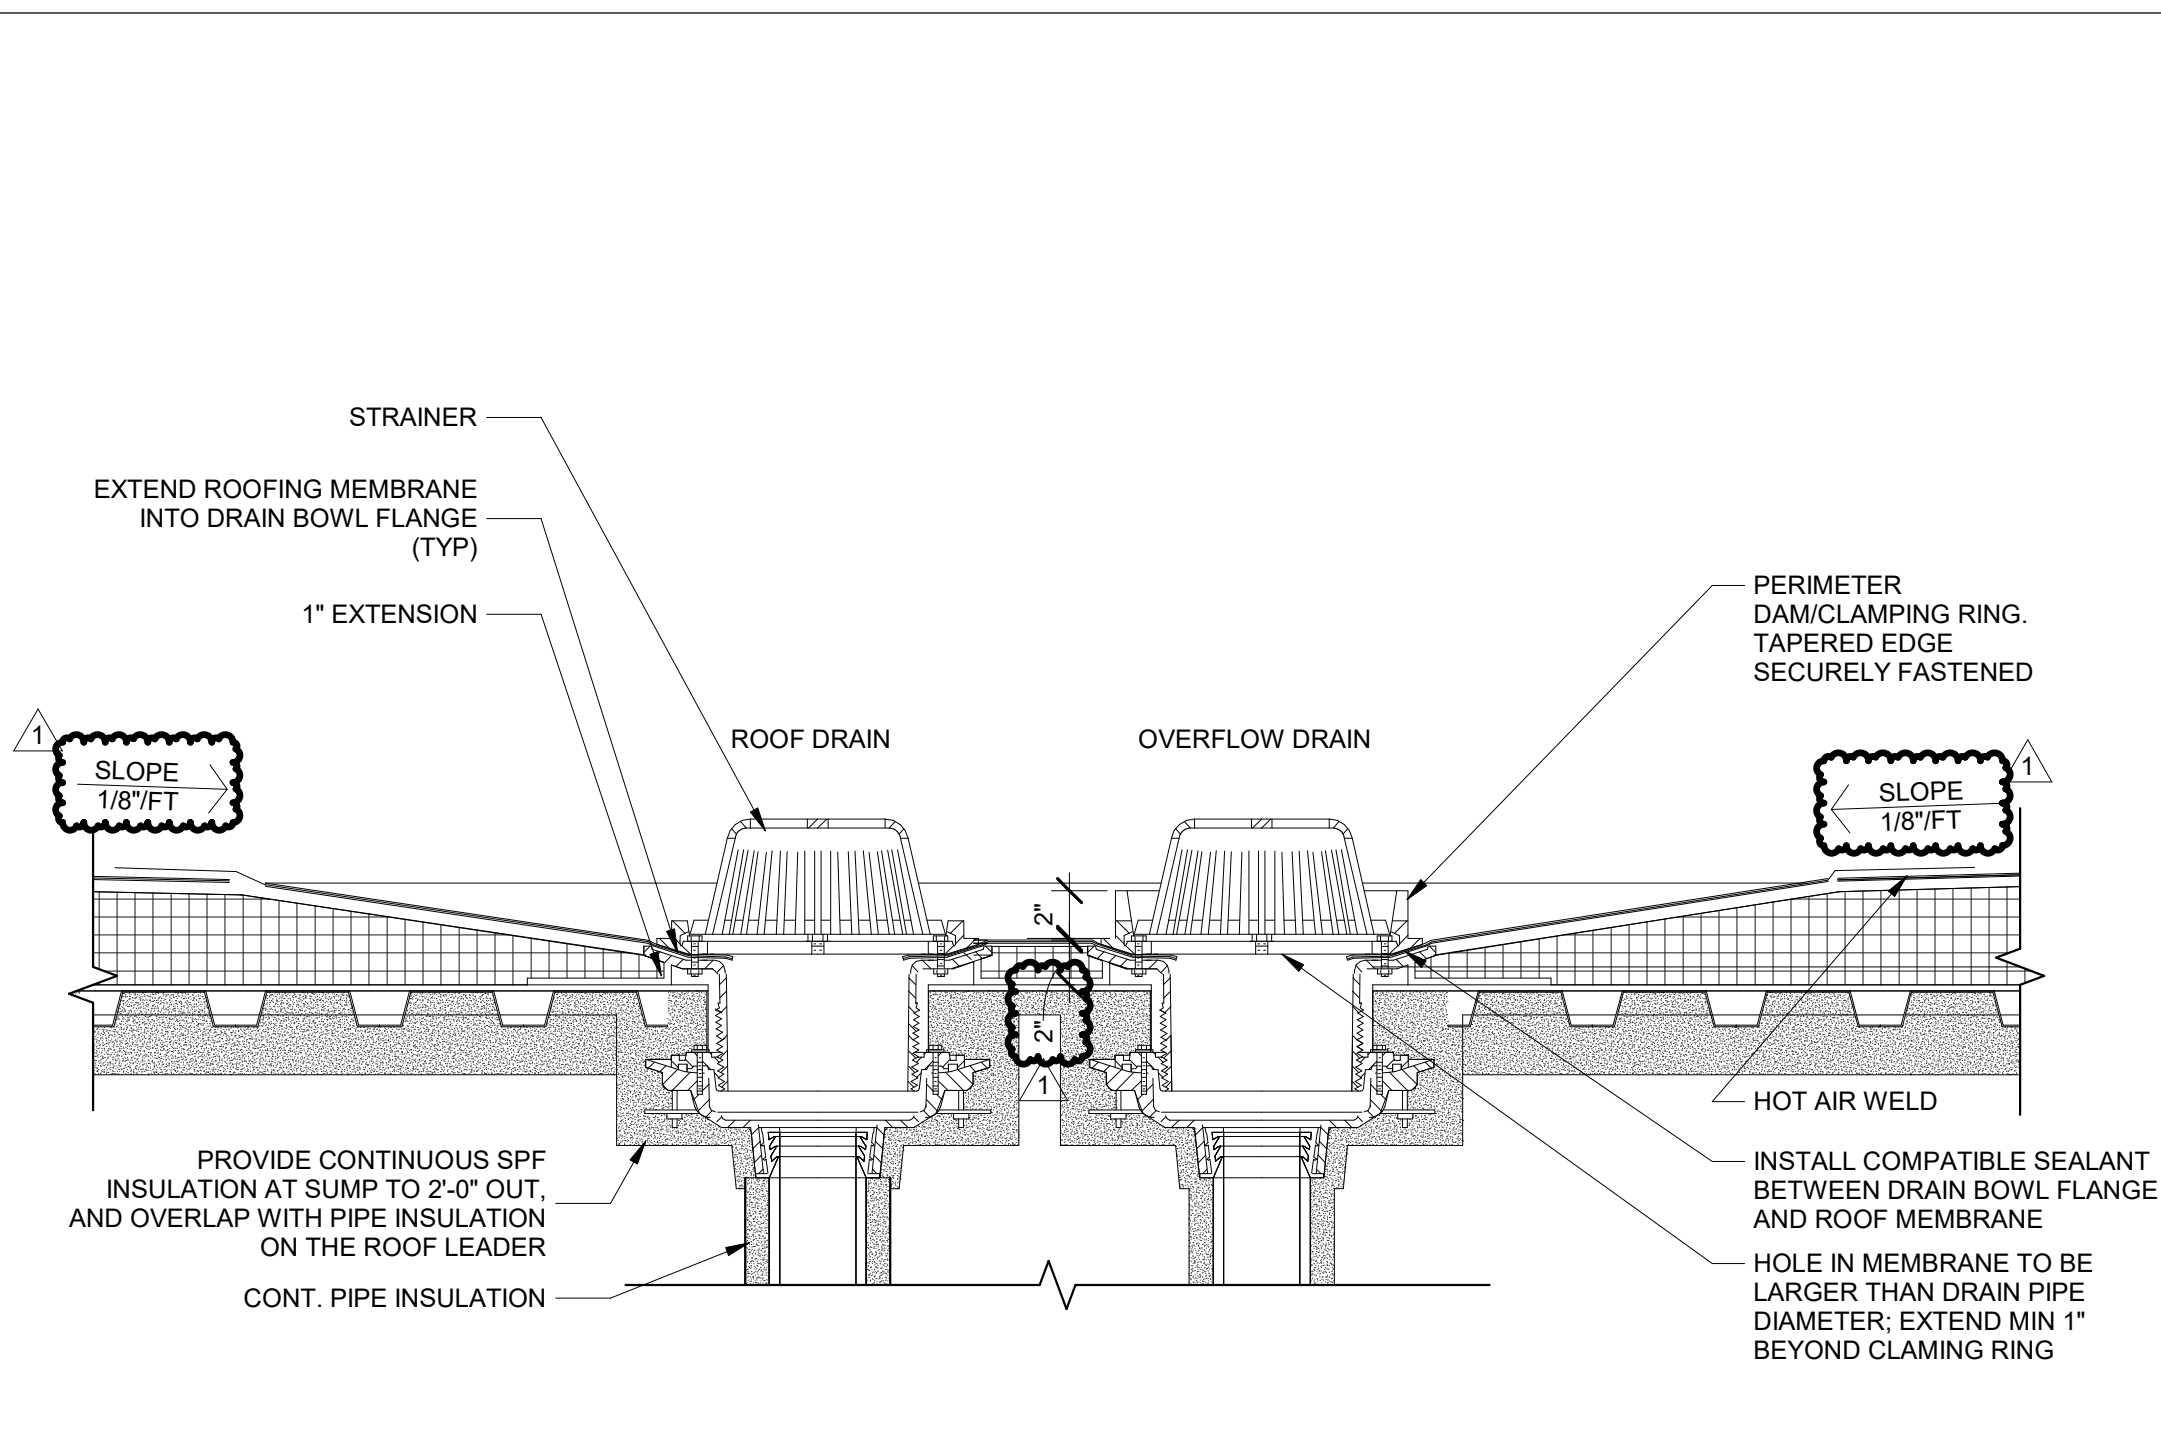 STRAINER
EXTEND ROOFING MEMBRANE
INTO DRAIN BOWL FLANGE
(TYP)
1" EXTENSION
PERIMETER
DAM/CLAMPING RING.
TAPERED EDGE
SECURELY FASTENED
1
SLOPE
1/8"/FT
ROOF DRAIN
OVERFLOW DRAIN
1
SLOPE
1/8"/FT
2"
2"
1
HOT AIR WELD
PROVIDE CONTINUOUS SPF
INSULATION AT SUMP TO 2'-0" OUT,
AND OVERLAP WITH PIPE INSULATION
ON THE ROOF LEADER
CONT. PIPE INSULATION
INSTALL COMPATIBLE SEALANT
BETWEEN DRAIN BOWL FLANGE
AND ROOF MEMBRANE
HOLE IN MEMBRANE TO BE
LARGER THAN DRAIN PIPE
DIAMETER; EXTEND MIN 1"
BEYOND CLAMING RING